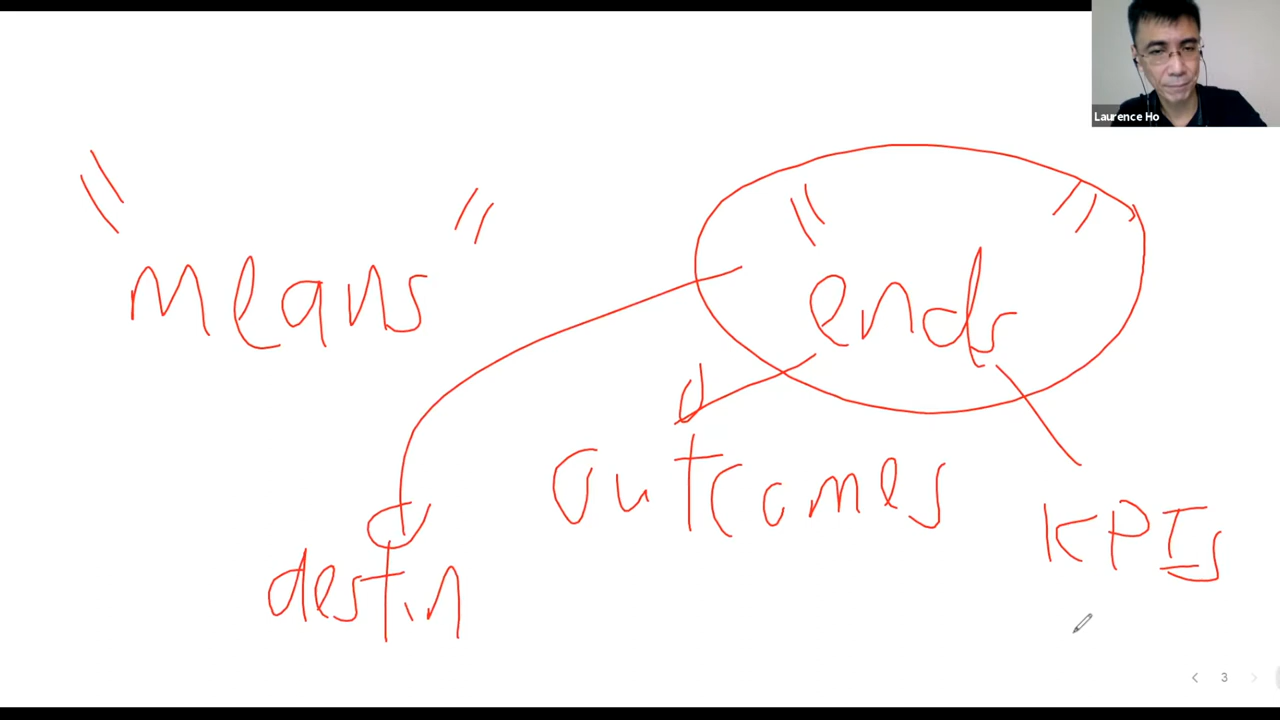 Laurence Ho
"means" "ends"
outcomes
KPIs
destin
3